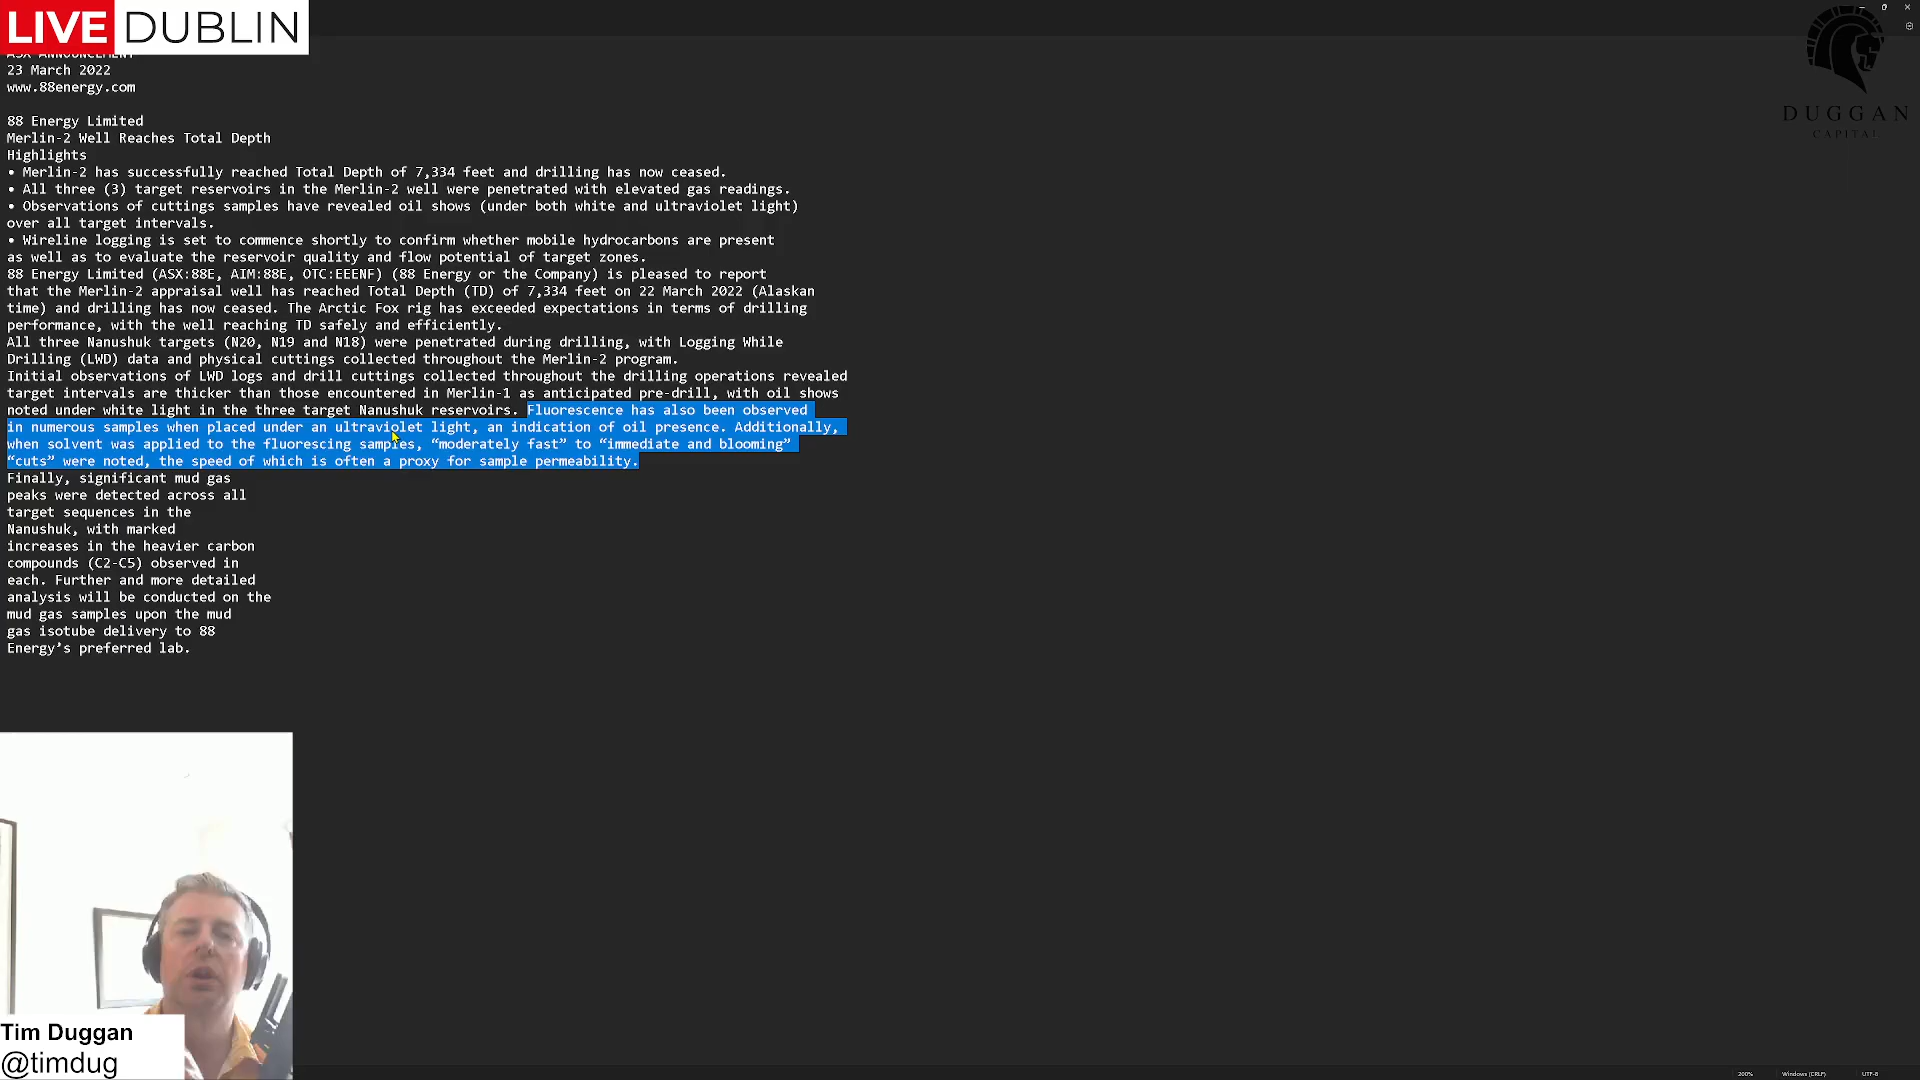 LIVE DUBLIN
ASX ANNOUNCEMENT
23 March 2022
www.88energy.com
88 Energy Limited
Merlin-2 Well Reaches Total Depth
Highlights
• Merlin-2 has successfully reached Total Depth of 7,334 feet and drilling has now ceased.
• All three (3) target reservoirs in the Merlin-2 well were penetrated with elevated gas readings.
• Observations of cuttings samples have revealed oil shows (under both white and ultraviolet light)
over all target intervals.
• Wireline logging is set to commence shortly to confirm whether mobile hydrocarbons are present
as well as to evaluate the reservoir quality and flow potential of target zones.
88 Energy Limited (ASX:88E, AIM:88E, OTC:EEENF) (88 Energy or the Company) is pleased to report
that the Merlin-2 appraisal well has reached Total Depth (TD) of 7,334 feet on 22 March 2022 (Alaskan
time) and drilling has now ceased. The Arctic Fox rig has exceeded expectations in terms of drilling
performance, with the well reaching TD safely and efficiently.
All three Nanushuk targets (N20, N19 and N18) were penetrated during drilling, with Logging While
Drilling (LWD) data and physical cuttings collected throughout the Merlin-2 program.
Initial observations of LWD logs and drill cuttings collected throughout the drilling operations revealed
target intervals are thicker than those encountered in Merlin-1 as anticipated pre-drill, with oil shows
noted under white light in the three target Nanushuk reservoirs. Fluorescence has also been observed
in numerous samples when placed under an ultraviolet light, an indication of oil presence. Additionally,
when solvent was applied to the fluorescing samples, “moderately fast” to “immediate and blooming”
“cuts” were noted, the speed of which is often a proxy for sample permeability.
Finally, significant mud gas
peaks were detected across all
target sequences in the
Nanushuk, with marked
increases in the heavier carbon
compounds (C2-C5) observed in
each. Further and more detailed
analysis will be conducted on the
mud gas samples upon the mud
gas isotube delivery to 88
Energy’s preferred lab.
DUGGAN
CAPITAL
Tim Duggan
@timdug
200%
Windows (CRLF)
UTF-8